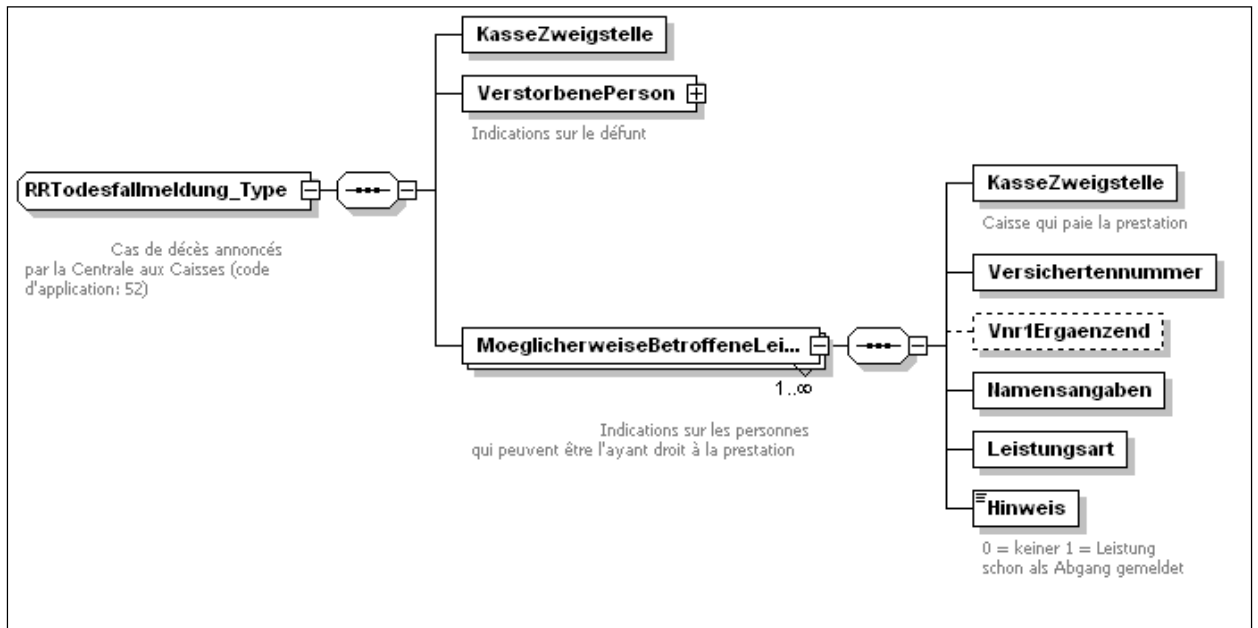 KasseZweigstelle
VerstorbenePerson
Indications sur le défunt
RRTodesfallmeldung_Type
Cas de décès annoncés
par la Centrale aux Caisses (code
d'application: 52)
MoeglicherweiseBetroffeneLei...
1..∞
Indications sur les personnes
qui peuvent être l'ayant droit à la prestation
KasseZweigstelle
Caisse qui paie la prestation
Versichertennummer
Vnr1Ergaenzend
Namensangaben
Leistungsart
Hinweis
0 = keiner 1 = Leistung
schon als Abgang gemeldet